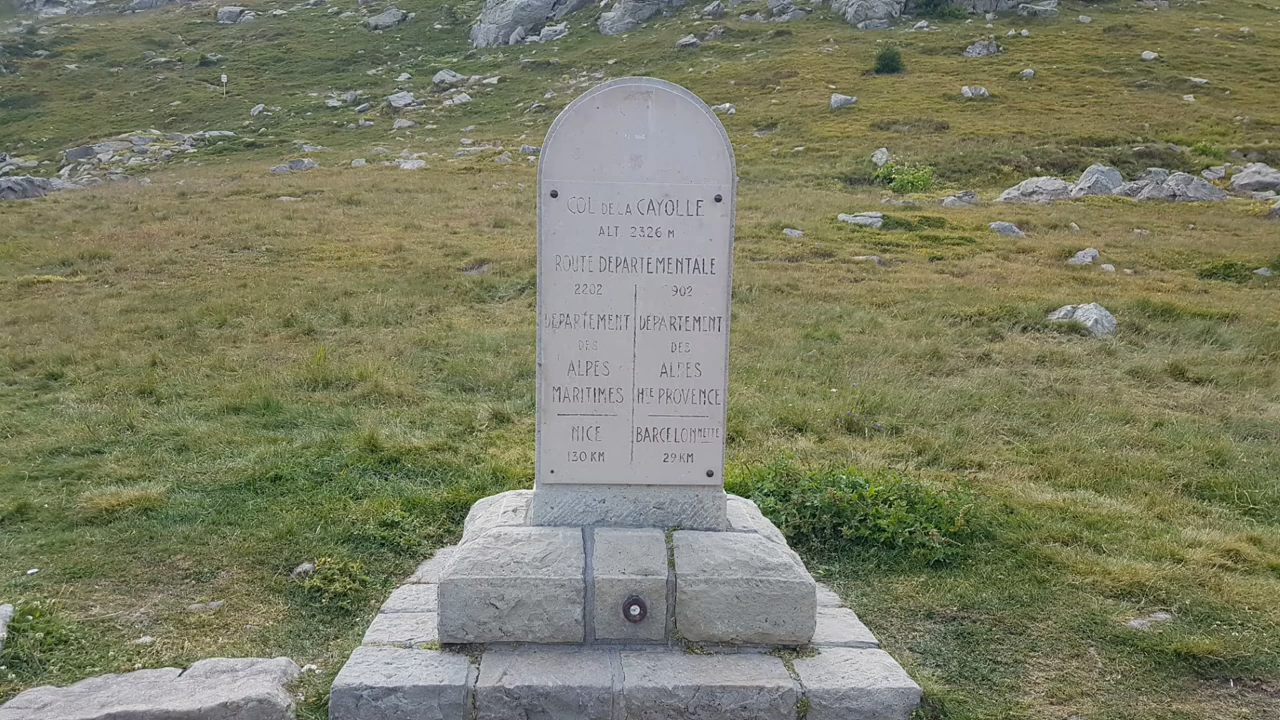 COL DE LA CAYOLLE
ALT 2326 M
ROUTE DEPARTEMENTALE
2202
DEPARTEMENT
DES
ALPES
MARITIMES
NICE
130 KM
902
DEPARTEMENT
DES
ALPES
HTE PROVENCE
BARCELONNETTE
29 KM